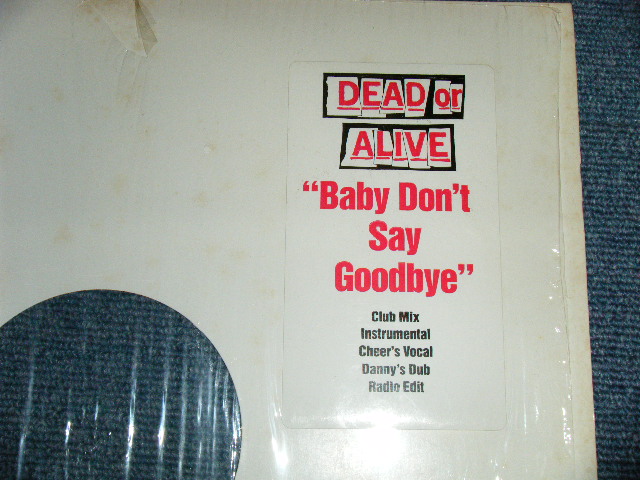 DEAD or
ALIVE
“Baby Don't
Say
Goodbye”
Club Mix
Instrumental
Cheer's Vocal
Danny's Dub
Radio Edit